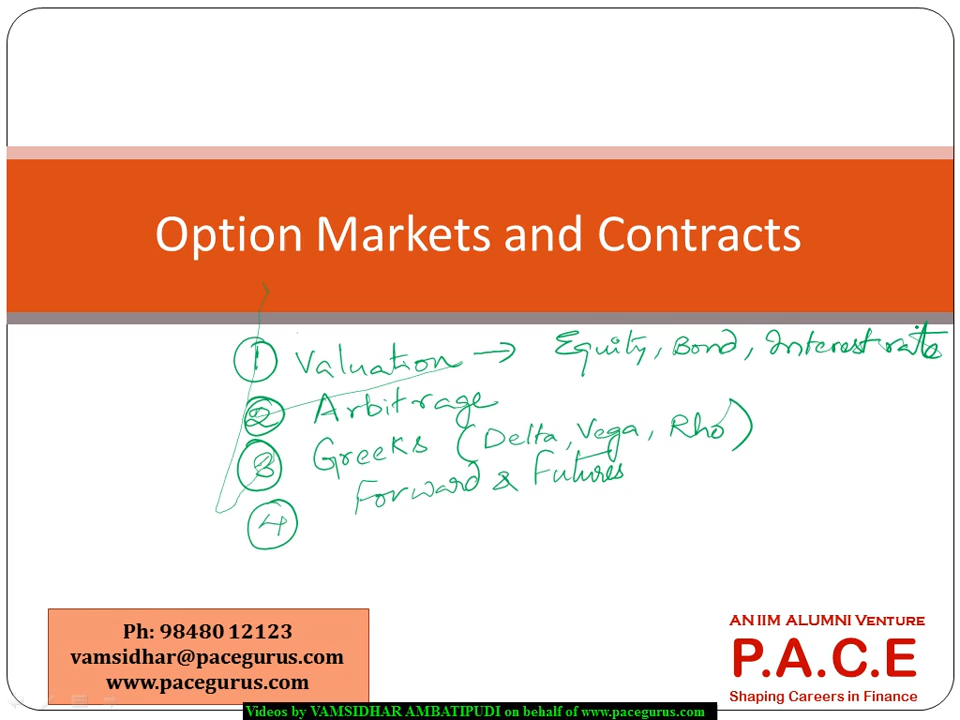 Option Markets and Contracts
1 Valuation → Equity, Bond, Interest rate
2 Arbitrage
3 Greeks (Delta, Vega, Rho)
4 Forward & Futures
Ph: 98480 12123
vamsidhar@pacegurus.com
www.pacegurus.com
AN IIM ALUMNI VENTURE
P.A.C.E
Shaping Careers in Finance
Videos by VAMSIDHAR AMBATIPUDI on behalf of www.pacegurus.com